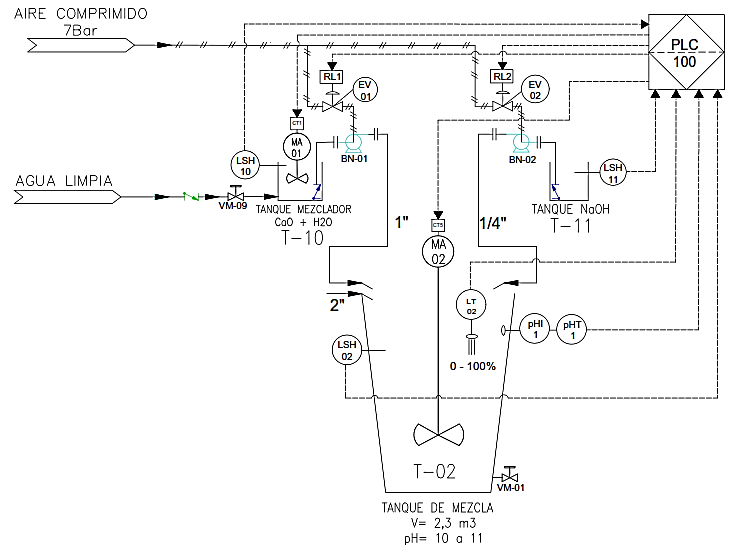 AIRE COMPRIMIDO
7Bar
PLC
100
RL1
RL2
EV
01
EV
02
CT1
MA
01
BN-01
BN-02
LSH
10
LSH
11
AGUA LIMPIA
VM-09
TANQUE MEZCLADOR
CaO + H2O
T-10
TANQUE NaOH
T-11
1"
1/4"
CT5
MA
02
2"
LT
02
pHI
1
pHT
1
LSH
02
0 - 100%
T-02
VM-01
TANQUE DE MEZCLA
V= 2,3 m3
pH= 10 a 11